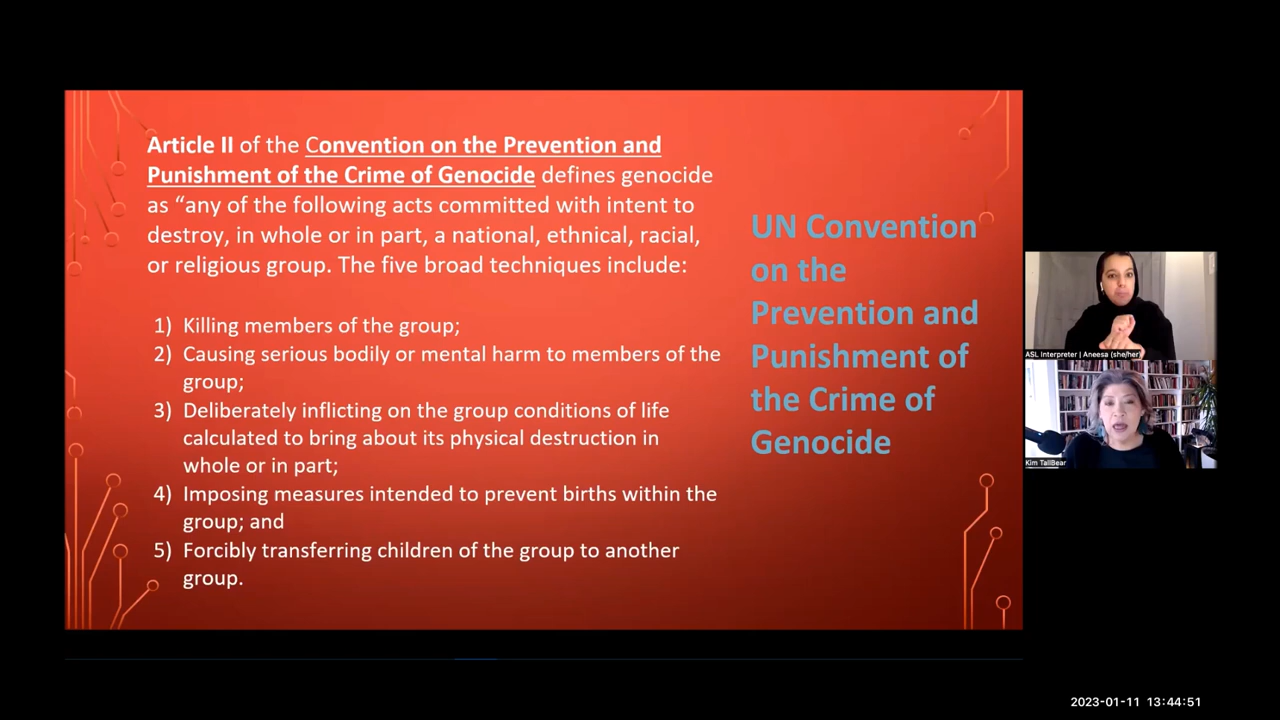 Article II of the Convention on the Prevention and
Punishment of the Crime of Genocide defines genocide
as “any of the following acts committed with intent to
destroy, in whole or in part, a national, ethnical, racial,
or religious group. The five broad techniques include:
1) Killing members of the group;
2) Causing serious bodily or mental harm to members of the
group;
3) Deliberately inflicting on the group conditions of life
calculated to bring about its physical destruction in
whole or in part;
4) Imposing measures intended to prevent births within the
group; and
5) Forcibly transferring children of the group to another
group.
UN Convention
on the
Prevention and
Punishment of
the Crime of
Genocide
ASL Interpreter | Aneesa (she/her)
Kim TallBear
2023-01-11 13:44:51